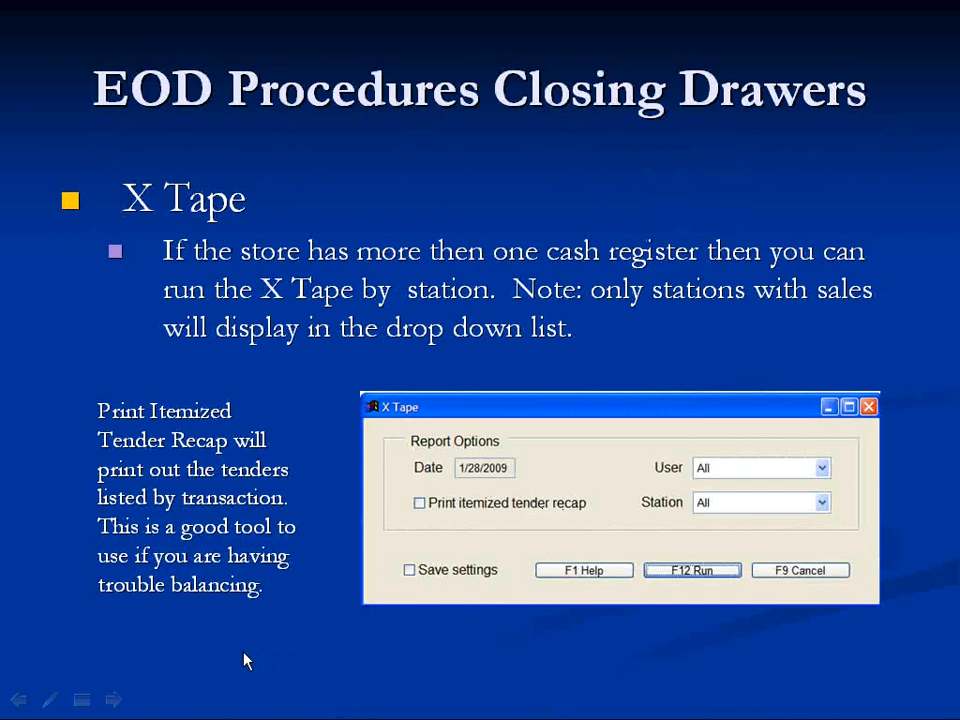 EOD Procedures Closing Drawers
X Tape
If the store has more then one cash register then you can
run the X Tape by station. Note: only stations with sales
will display in the drop down list.
Print Itemized
Tender Recap will
print out the tenders
listed by transaction.
This is a good tool to
use if you are having
trouble balancing.
X Tape
Report Options
Date 1/28/2009 User All
Print itemized tender recap Station All
Save settings F1 Help F12 Run F9 Cancel